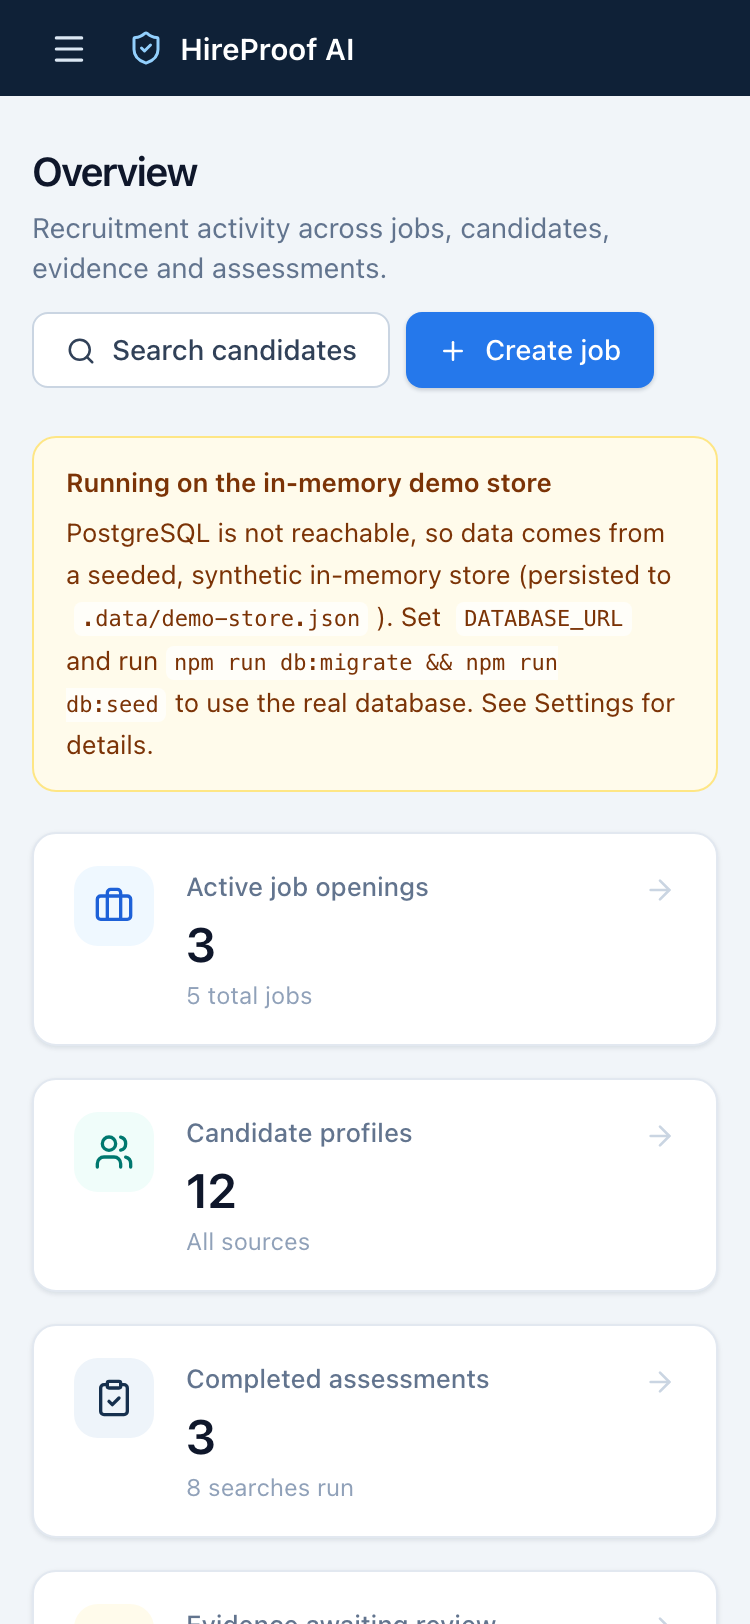 HireProof AI
Overview
Recruitment activity across jobs, candidates,
evidence and assessments.
Search candidates
Create job
Running on the in-memory demo store
PostgreSQL is not reachable, so data comes from
a seeded, synthetic in-memory store (persisted to
.data/demo-store.json ). Set DATABASE_URL
and run npm run db:migrate && npm run
db:seed to use the real database. See Settings for
details.
Active job openings
3
5 total jobs
Candidate profiles
12
All sources
Completed assessments
3
8 searches run
Evidence awaiting review